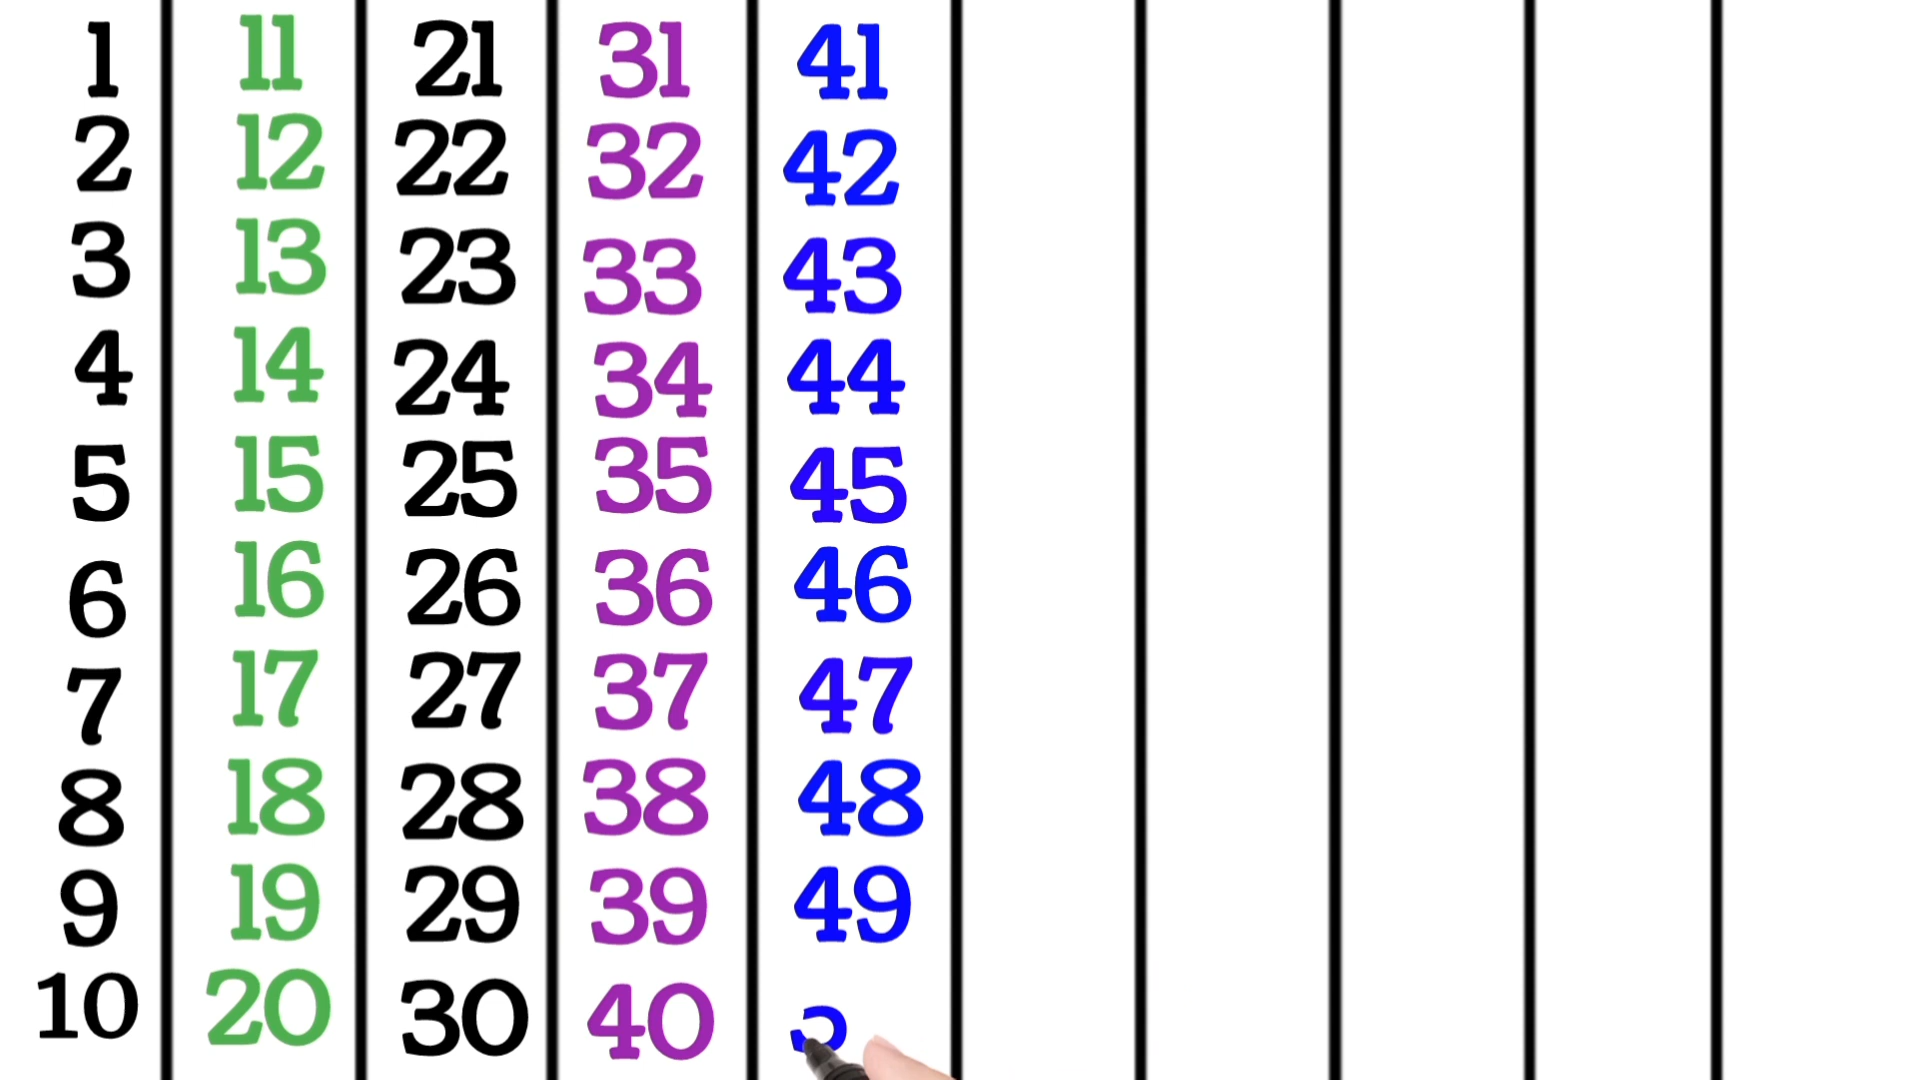 1 11 21 31 41
2 12 22 32 42
3 13 23 33 43
4 14 24 34 44
5 15 25 35 45
6 16 26 36 46
7 17 27 37 47
8 18 28 38 48
9 19 29 39 49
10 20 30 40